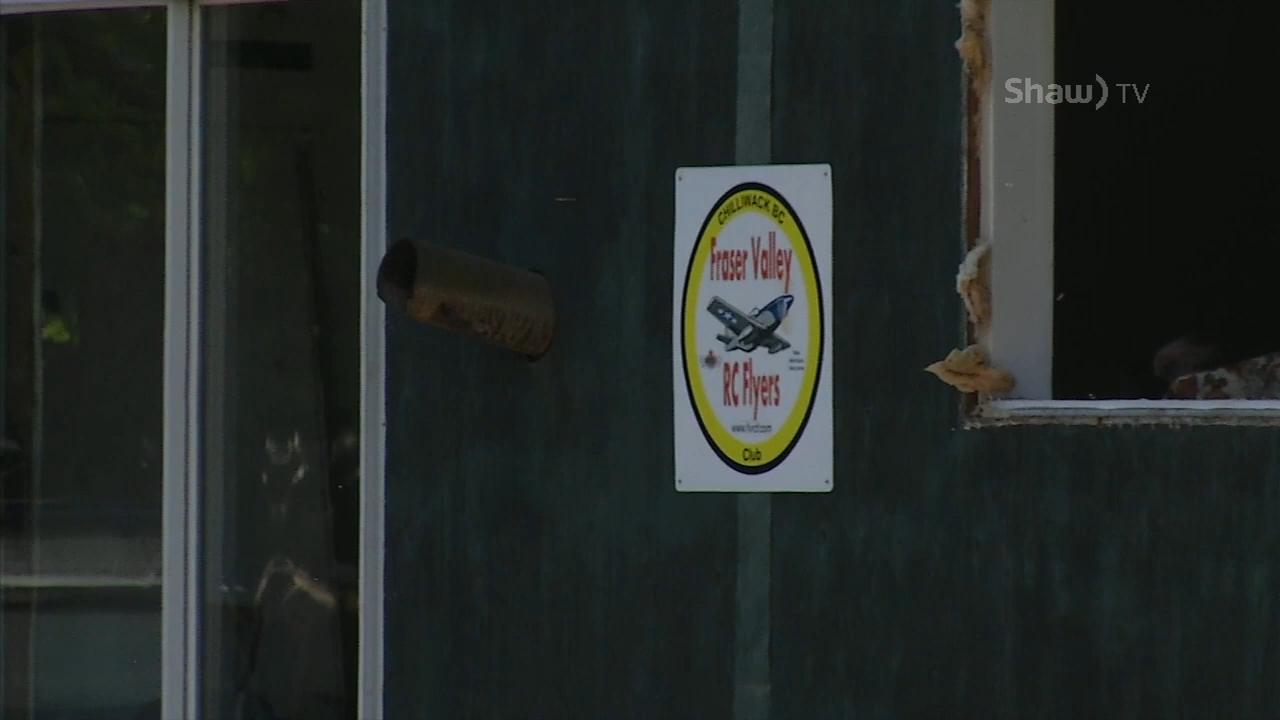 Shaw) TV
CHILLIWACK BC
Fraser Valley
RC Flyers
Club